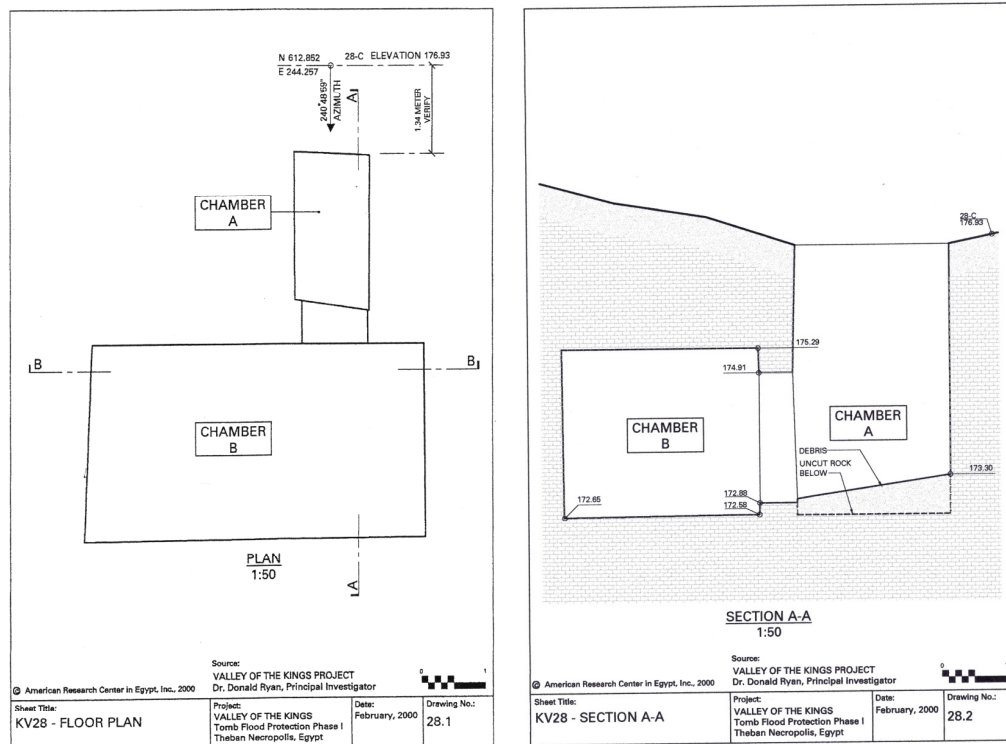 N 612.852
E 244.257
28-C ELEVATION 176.93
240°48'59"
AZIMUTH
A
1.34 METER
VERIFY
CHAMBER
A
B
B
CHAMBER
B
PLAN
1:50
A
Source:
VALLEY OF THE KINGS PROJECT
Dr. Donald Ryan, Principal Investigator
0 1
© American Research Center in Egypt, Inc., 2000
Sheet Title:
KV28 - FLOOR PLAN
Project:
VALLEY OF THE KINGS
Tomb Flood Protection Phase I
Theban Necropolis, Egypt
Date:
February, 2000
Drawing No.:
28.1
28-C
176.93
175.29
174.91
CHAMBER
B
CHAMBER
A
DEBRIS
UNCUT ROCK
BELOW
173.30
172.65
172.88
172.58
SECTION A-A
1:50
Source:
VALLEY OF THE KINGS PROJECT
Dr. Donald Ryan, Principal Investigator
0
© American Research Center in Egypt, Inc., 2000
Sheet Title:
KV28 - SECTION A-A
Project:
VALLEY OF THE KINGS
Tomb Flood Protection Phase I
Theban Necropolis, Egypt
Date:
February, 2000
Drawing No.:
28.2